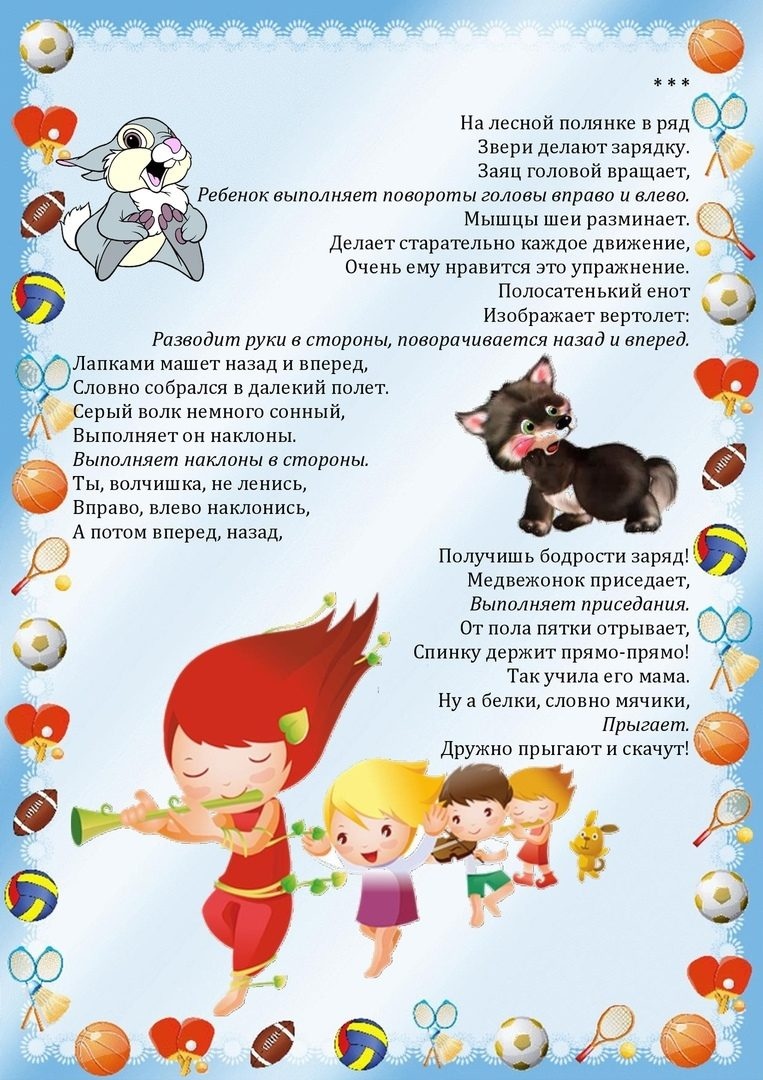 * * *
На лесной полянке в ряд
Звери делают зарядку.
Заяц головой вращает,
Ребенок выполняет повороты головы вправо и влево.
Мышцы шеи разминает.
Делает старательно каждое движение,
Очень ему нравится это упражнение.
Полосатенький енот
Изображает вертолет:
Разводит руки в стороны, поворачивается назад и вперед.
Лапками машет назад и вперед,
Словно собрался в далекий полет.
Серый волк немного сонный,
Выполняет он наклоны.
Выполняет наклоны в стороны.
Ты, волчишка, не ленись,
Вправо, влево наклонись,
А потом вперед, назад,
Получишь бодрости заряд!
Медвежонок приседает,
Выполняет приседания.
От пола пятки отрывает,
Спинку держит прямо-прямо!
Так учила его мама.
Ну а белки, словно мячики,
Прыгает.
Дружно прыгают и скачут!